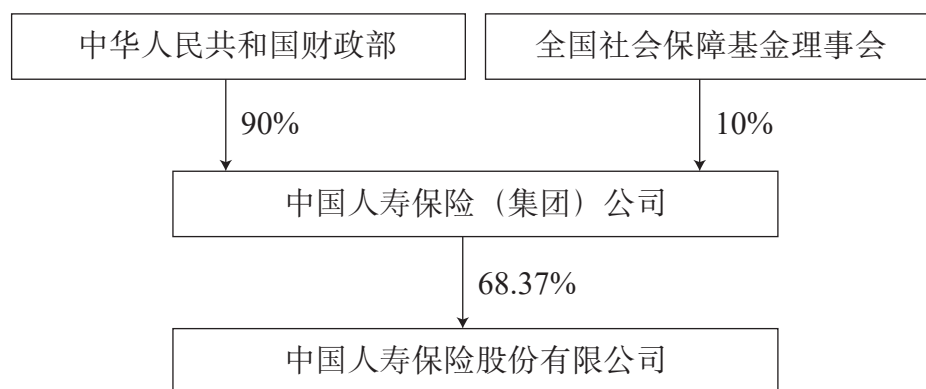 中华人民共和国财政部
全国社会保障基金理事会
90%
10%
中国人寿保险（集团）公司
68.37%
中国人寿保险股份有限公司